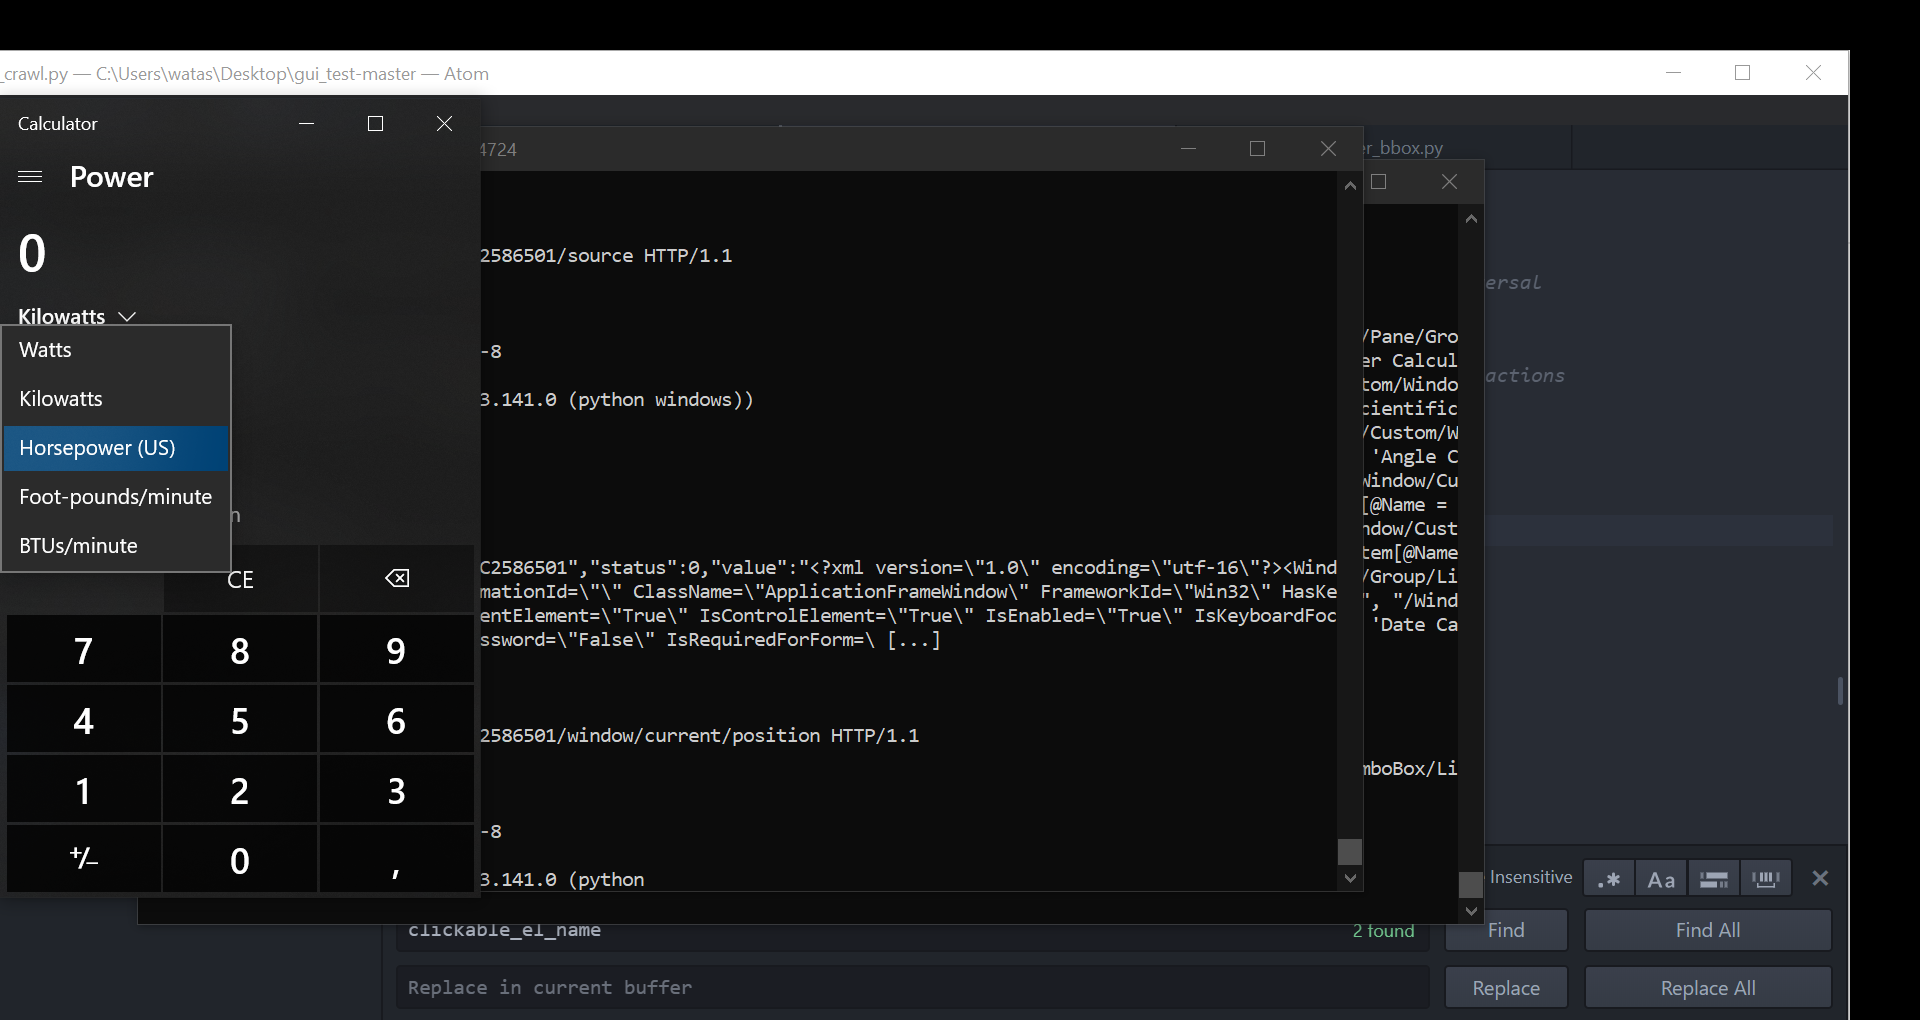 _crawl.py — C:\Users\watas\Desktop\gui_test-master — Atom
Calculator
Power
0
Kilowatts
Watts
Kilowatts
Horsepower (US)
Foot-pounds/minute
BTUs/minute
n
CE
7 8 9
4 5 6
1 2 3
+/− 0 ,
4724
2586501/source HTTP/1.1
-8
3.141.0 (python windows))
C2586501","status":0,"value":"<?xml version=\"1.0\" encoding=\"utf-16\"?><Wind
mationId=\"\" ClassName=\"ApplicationFrameWindow\" FrameworkId=\"Win32\" HasKe
entElement=\"True\" IsControlElement=\"True\" IsEnabled=\"True\" IsKeyboardFoc
ssword=\"False\" IsRequiredForForm=\ [...]
2586501/window/current/position HTTP/1.1
-8
3.141.0 (python
/Pane/Gro
er Calcul
tom/Windo
cientific
/Custom/W
'Angle C
Window/Cu
[@Name =
ndow/Cust
tem[@Name
/Group/Li
", "/Wind
'Date Ca
mboBox/Li
er_bbox.py
ersal
actions
Insensitive .* Aa
clickable_el_name 2 found Find Find All
Replace in current buffer Replace Replace All